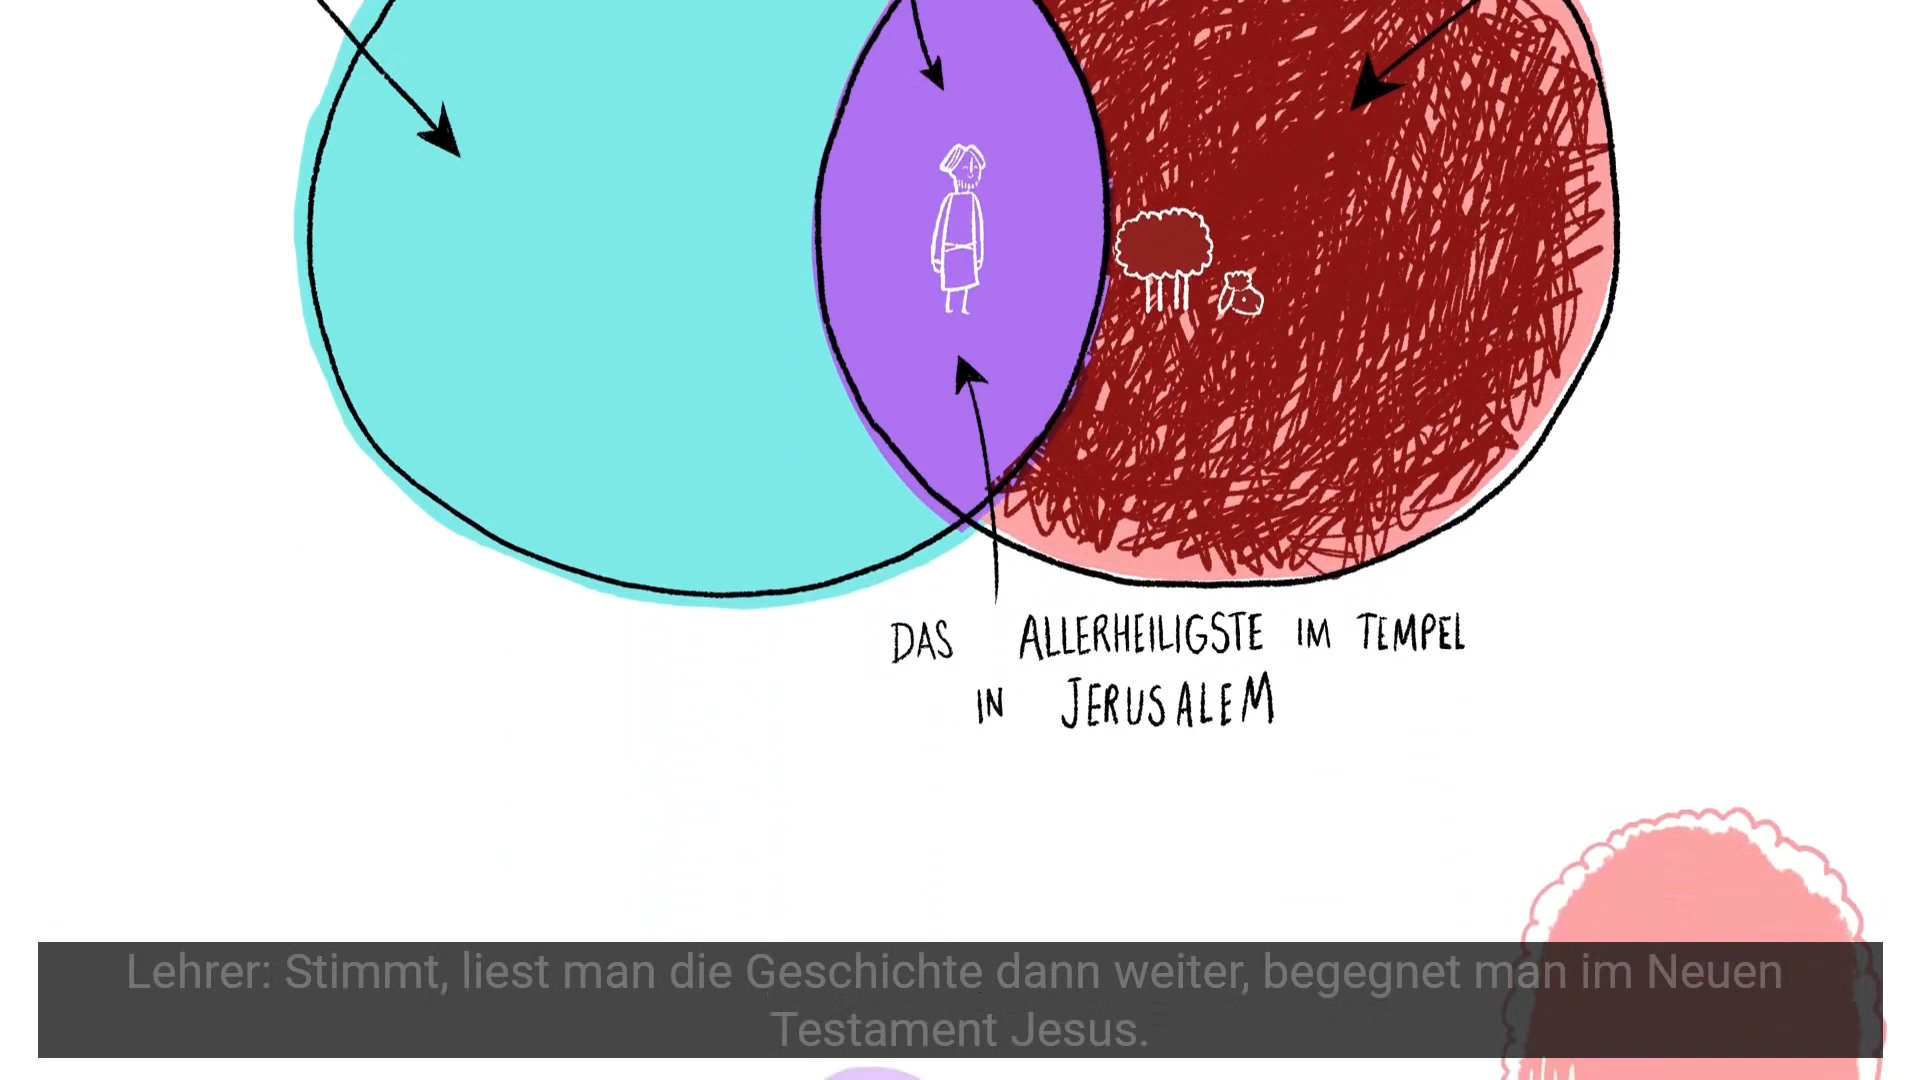 DAS ALLERHEILIGSTE IM TEMPEL
IN JERUSALEM
Lehrer: Stimmt, liest man die Geschichte dann weiter, begegnet man im Neuen
Testament Jesus.